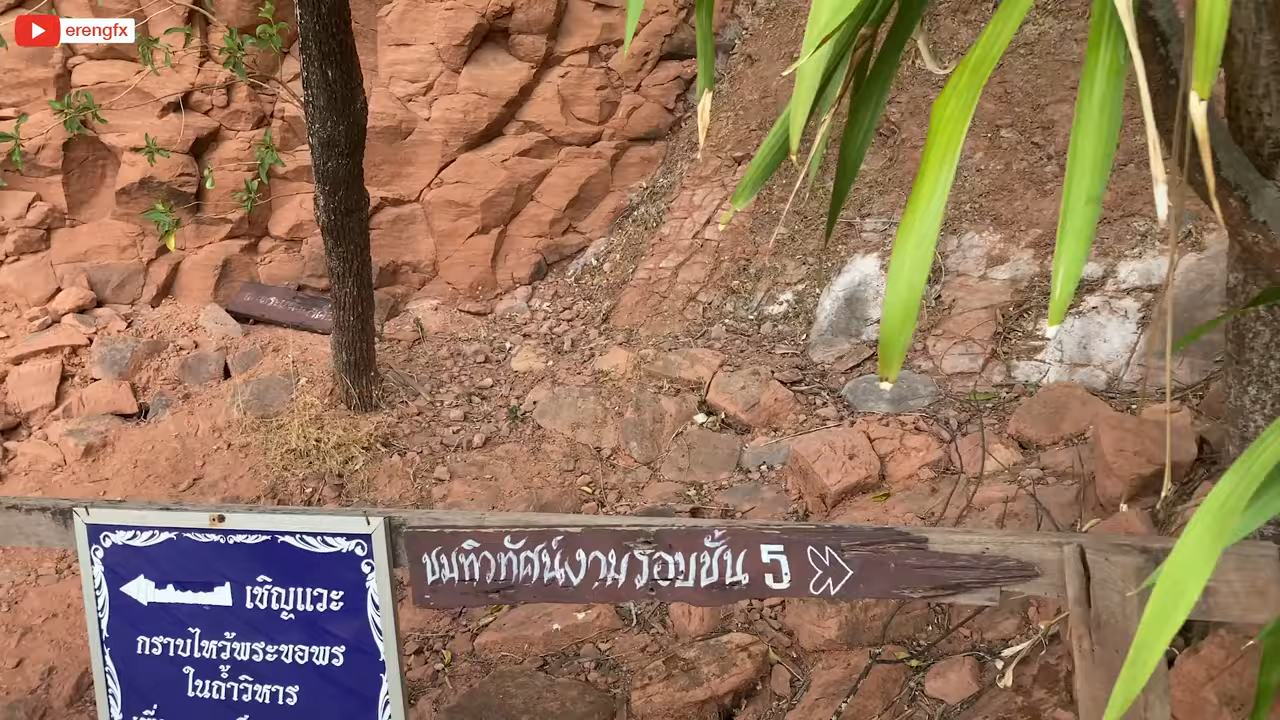 erengfx
ชมทิวทัศน์งามรอบชั้น 5
เชิญแวะ
กราบไหว้พระขอพร
ในถ้ำวิหาร